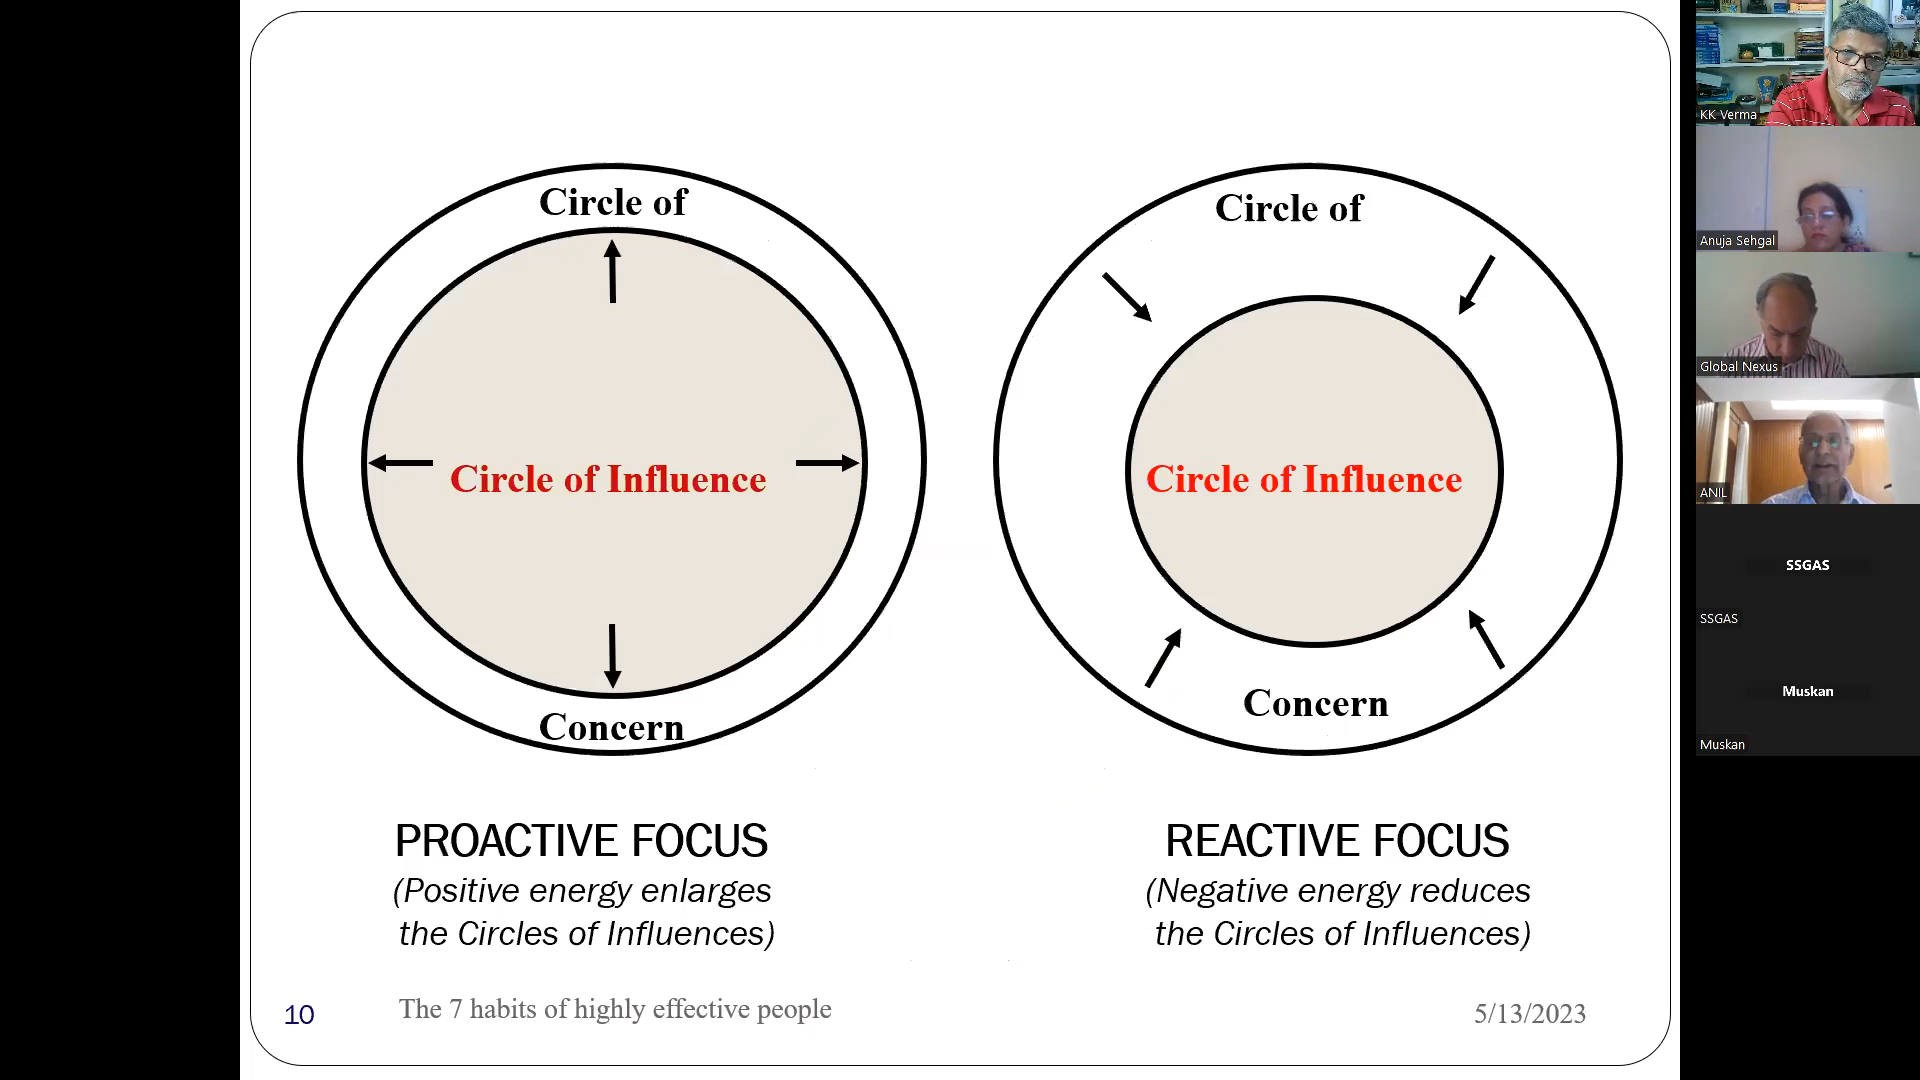 Circle of
Circle of Influence
Concern
Circle of
Circle of Influence
Concern
PROACTIVE FOCUS
(Positive energy enlarges
the Circles of Influences)
REACTIVE FOCUS
(Negative energy reduces
the Circles of Influences)
10
The 7 habits of highly effective people
5/13/2023
KK Verma
Anuja Sehgal
Global Nexus
ANIL
SSGAS
SSGAS
Muskan
Muskan